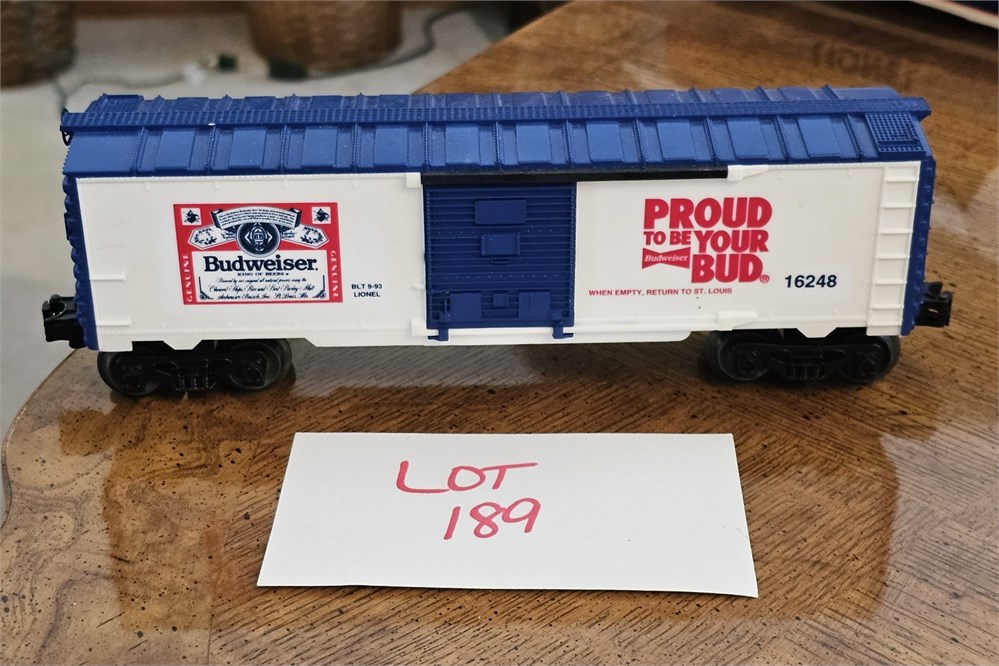 GENUINE
Budweiser.
KING OF BEERS
GENUINE
BLT 9-93
LIONEL
PROUD
TO BE YOUR
Budweiser
BUD.®
WHEN EMPTY, RETURN TO ST. LOUIS
16248
LOT
189